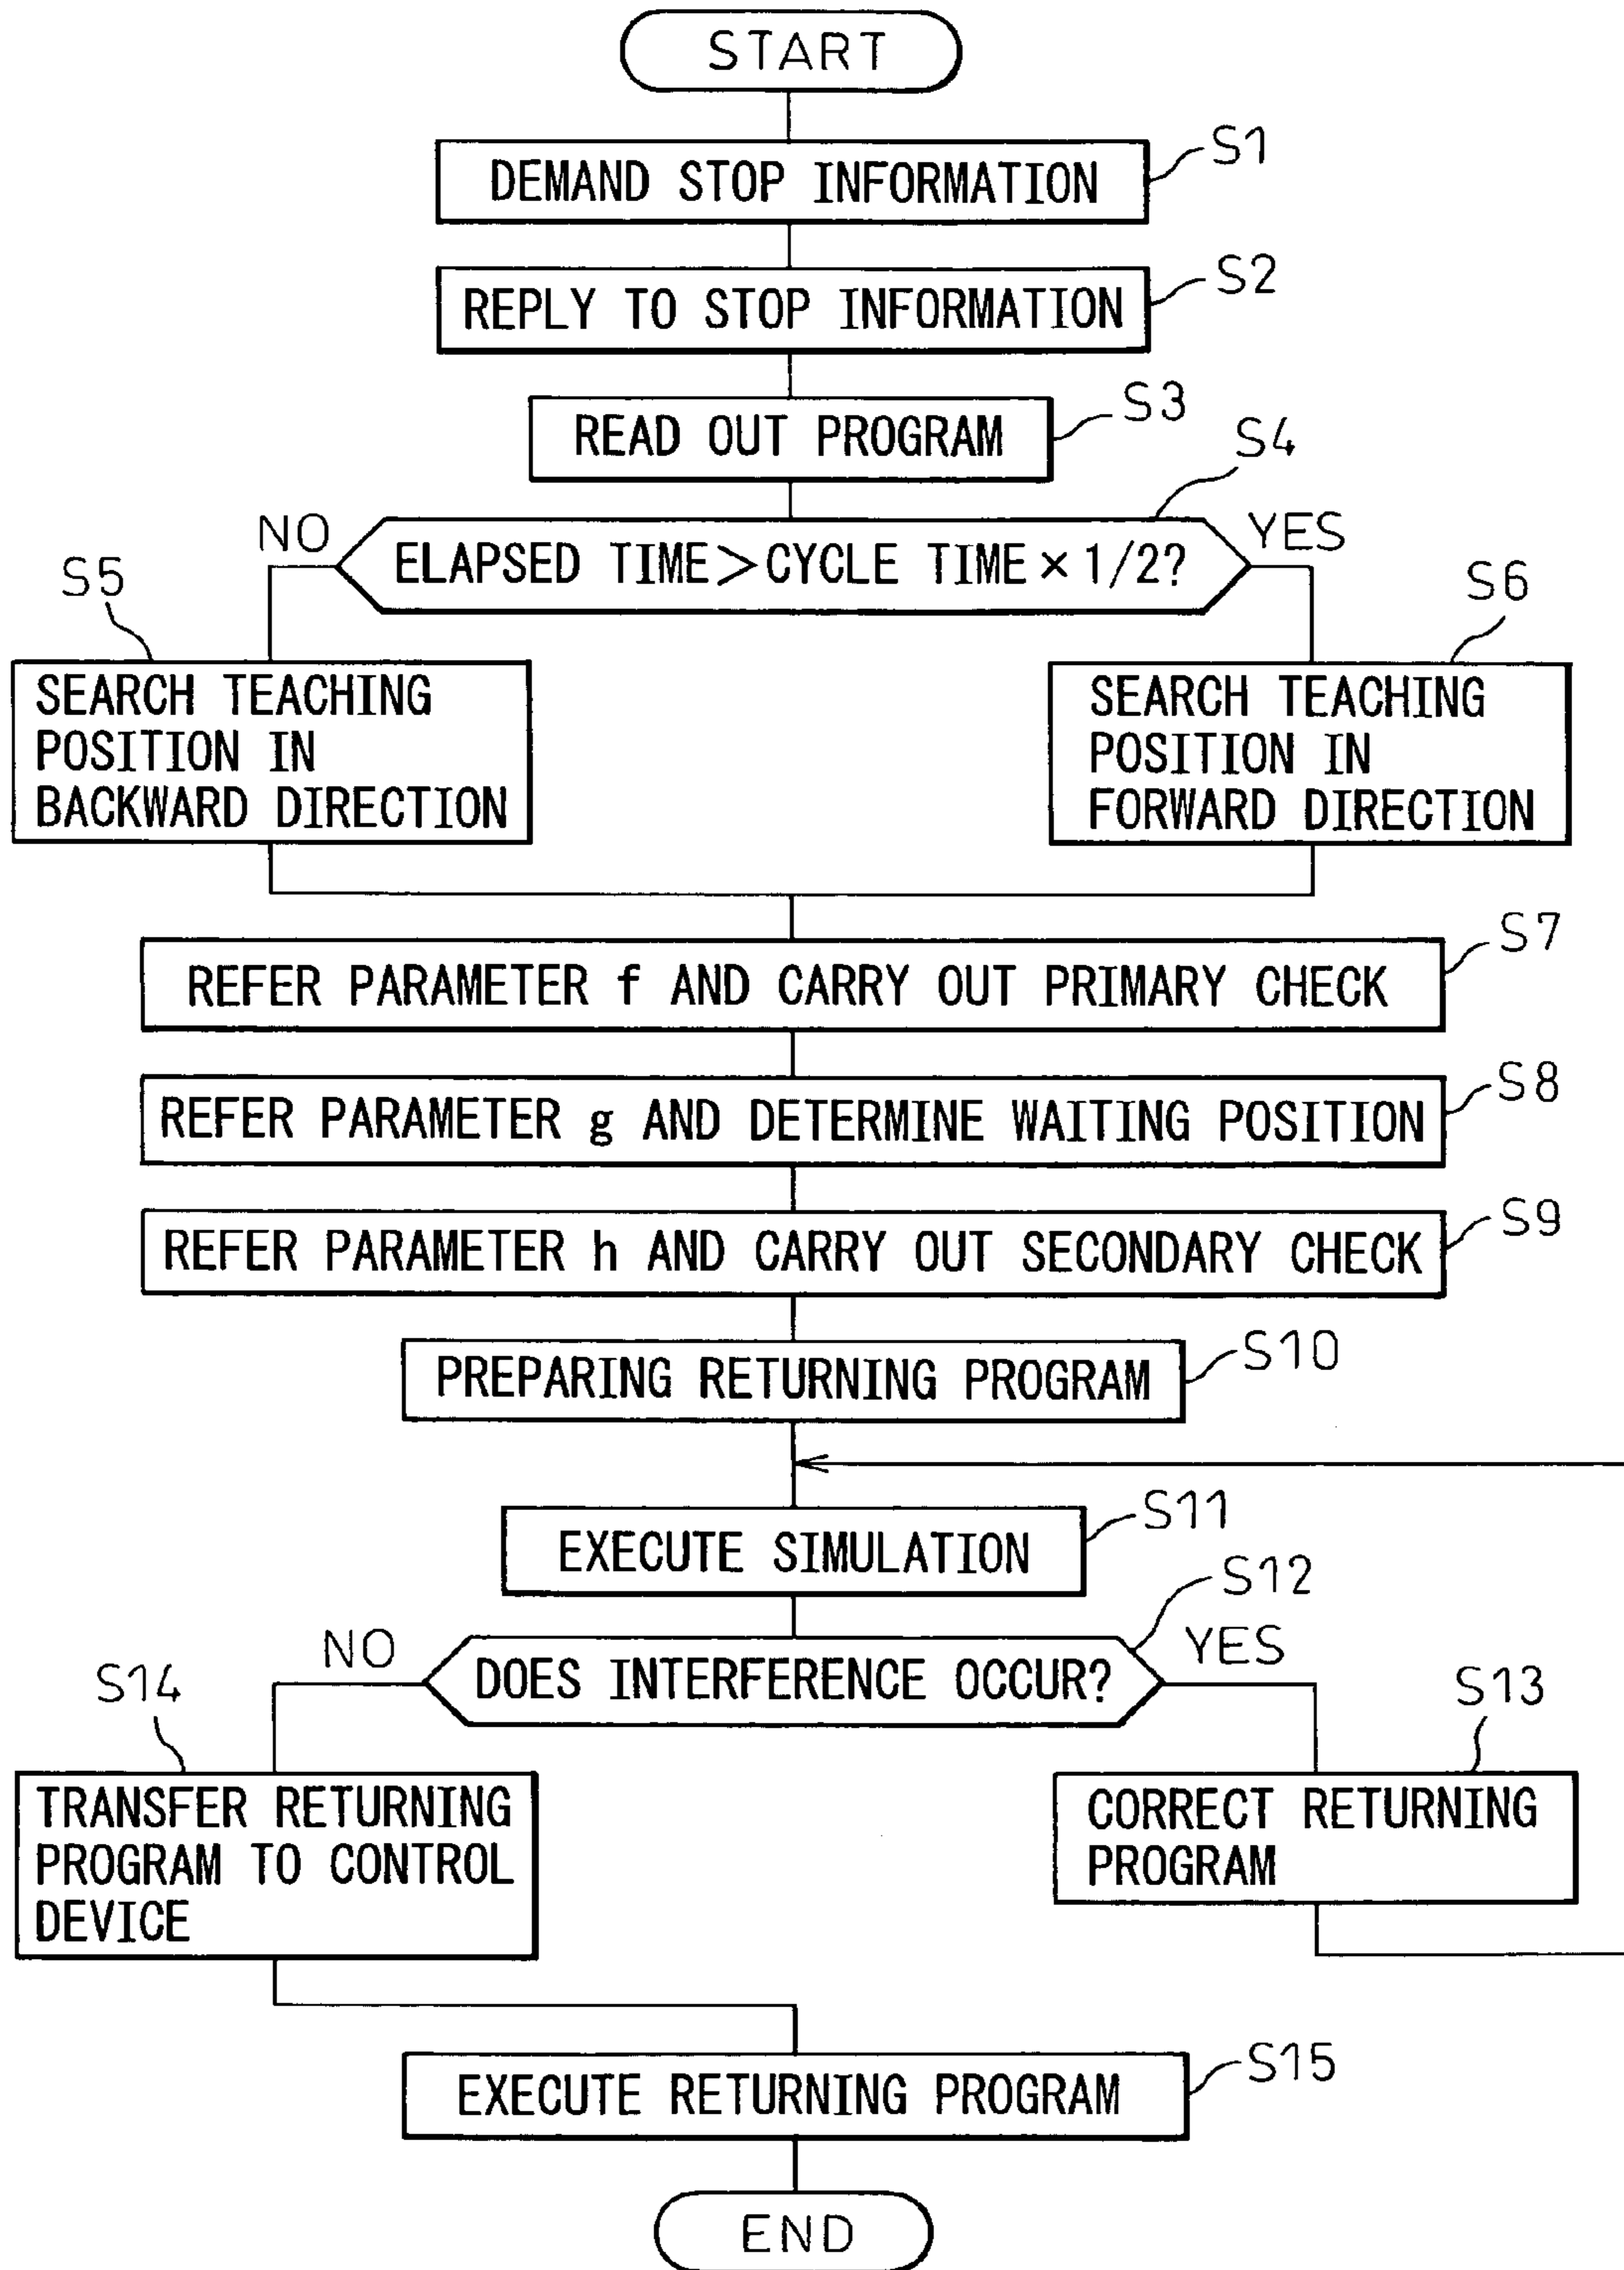 START
S1
DEMAND STOP INFORMATION
S2
REPLY TO STOP INFORMATION
S3
READ OUT PROGRAM
S4
NO
ELAPSED TIME>CYCLE TIME×1/2?
YES
S5
SEARCH TEACHING
POSITION IN
BACKWARD DIRECTION
S6
SEARCH TEACHING
POSITION IN
FORWARD DIRECTION
S7
REFER PARAMETER f AND CARRY OUT PRIMARY CHECK
S8
REFER PARAMETER g AND DETERMINE WAITING POSITION
S9
REFER PARAMETER h AND CARRY OUT SECONDARY CHECK
S10
PREPARING RETURNING PROGRAM
S11
EXECUTE SIMULATION
S12
NO
DOES INTERFERENCE OCCUR?
YES
S14
TRANSFER RETURNING
PROGRAM TO CONTROL
DEVICE
S13
CORRECT RETURNING
PROGRAM
S15
EXECUTE RETURNING PROGRAM
END